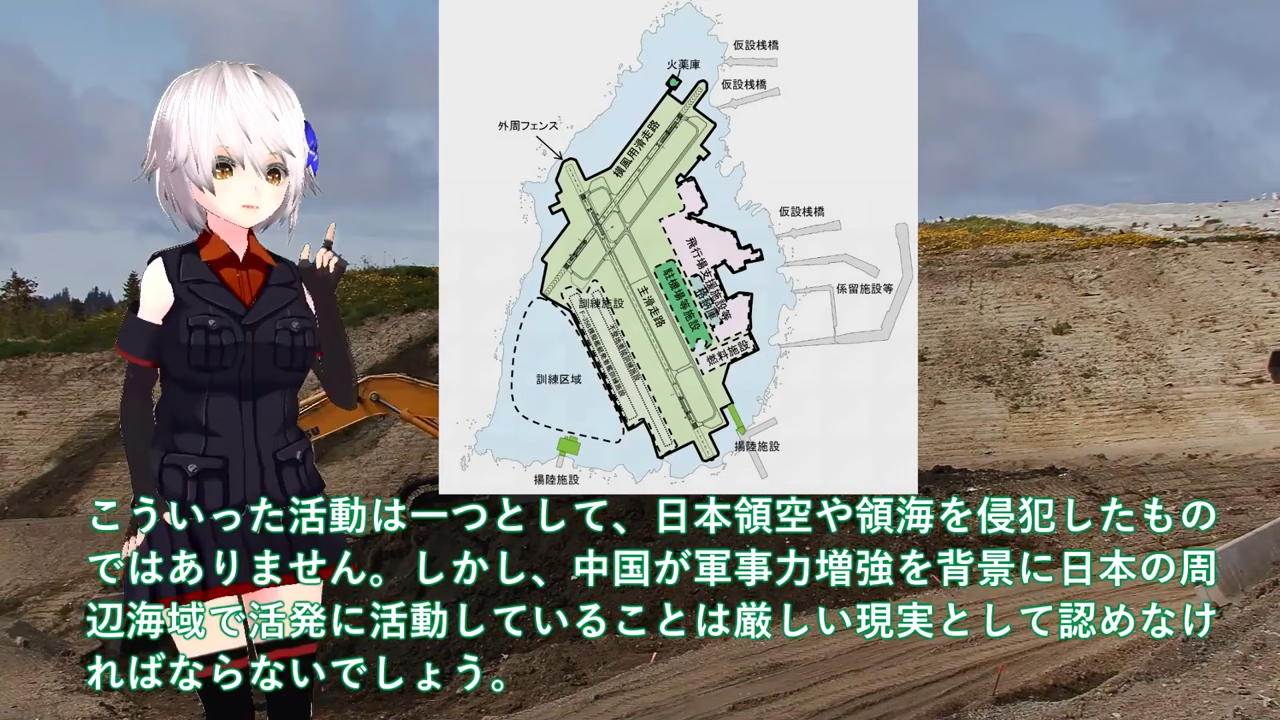 仮設桟橋
火薬庫
仮設桟橋
外周フェンス
横風用滑走路
仮設桟橋
飛行場支援施設等
駐機場等施設
係留施設等
訓練施設
主滑走路
燃料施設
訓練区域
揚陸施設
揚陸施設
こういった活動は一つとして、日本領空や領海を侵犯したもの
ではありません。しかし、中国が軍事力増強を背景に日本の周
辺海域で活発に活動していることは厳しい現実として認めなけ
ればならないでしょう。